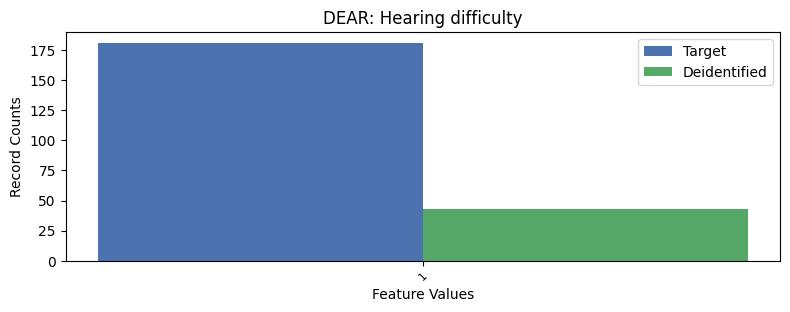 DEAR: Hearing difficulty
Target
Deidentified
Record Counts
175
150
125
100
75
50
25
0
1
Feature Values